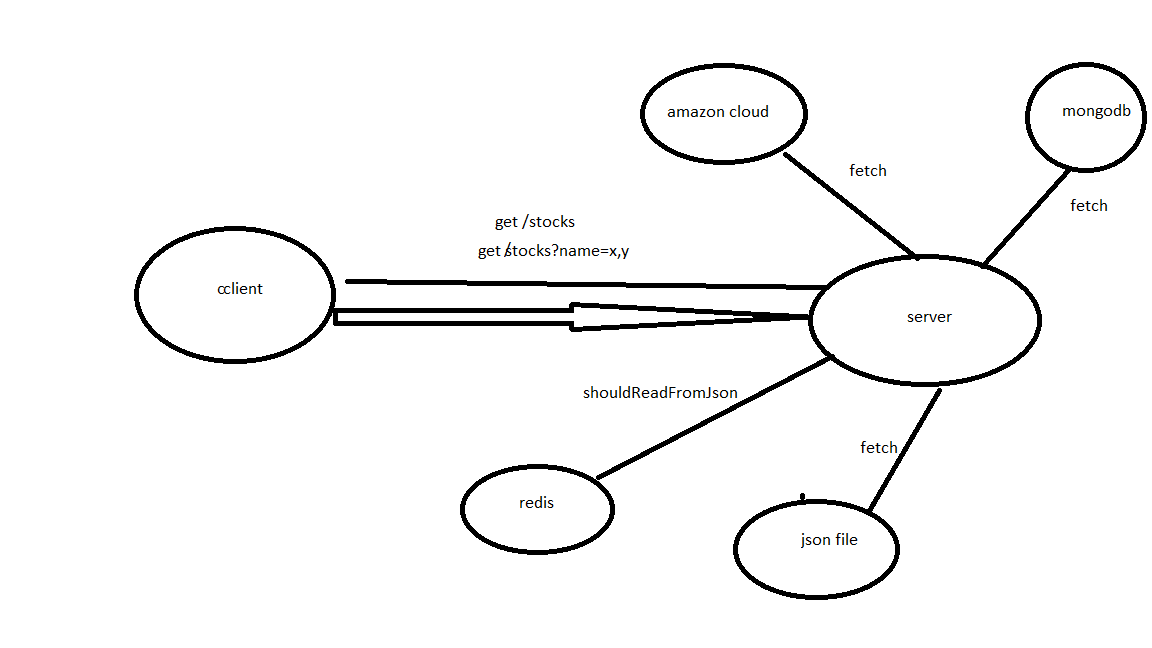 amazon cloud
mongodb
fetch
fetch
get /stocks
get /stocks?name=x,y
cclient
server
shouldReadFromJson
fetch
redis
json file